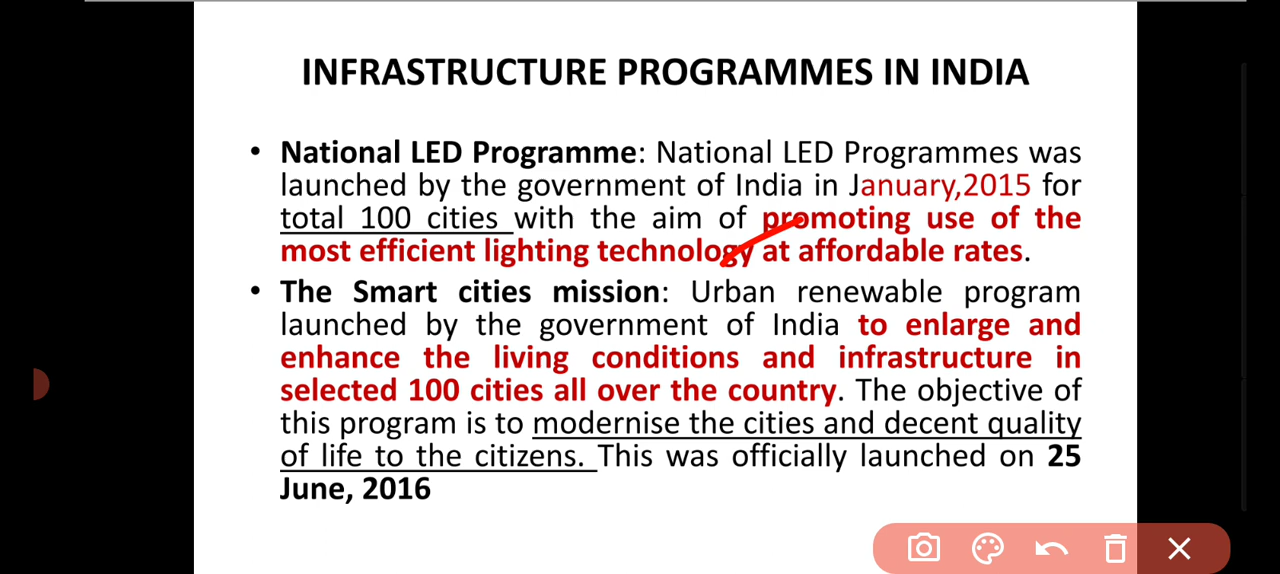 INFRASTRUCTURE PROGRAMMES IN INDIA
• National LED Programme: National LED Programmes was
launched by the government of India in January,2015 for
total 100 cities with the aim of promoting use of the
most efficient lighting technology at affordable rates.
• The Smart cities mission: Urban renewable program
launched by the government of India to enlarge and
enhance the living conditions and infrastructure in
selected 100 cities all over the country. The objective of
this program is to modernise the cities and decent quality
of life to the citizens. This was officially launched on 25
June, 2016